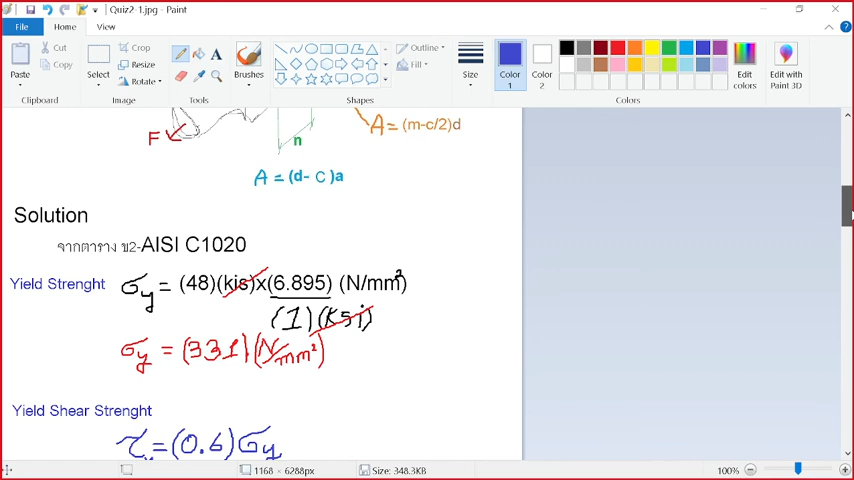 Quiz2-1.jpg - Paint
File Home View
Cut
Copy
Paste
Clipboard
Select
Crop
Resize
Rotate
Image
A
Tools
Brushes
Outline
Fill
Shapes
Size
Color
1
Color
2
Edit
colors
Edit with
Paint 3D
Colors
F
n
A = (m-c/2)d
A = (d- C )a
Solution
จากตาราง ข2-AISI C1020
Yield Strenght σy = (48)(kis)x(6.895) (N/mm²)
(1)(ksi)
σy = (331)(N/mm²)
Yield Shear Strenght
τy=(0.6)σy
1168 × 6288px
Size: 348.3KB
100%